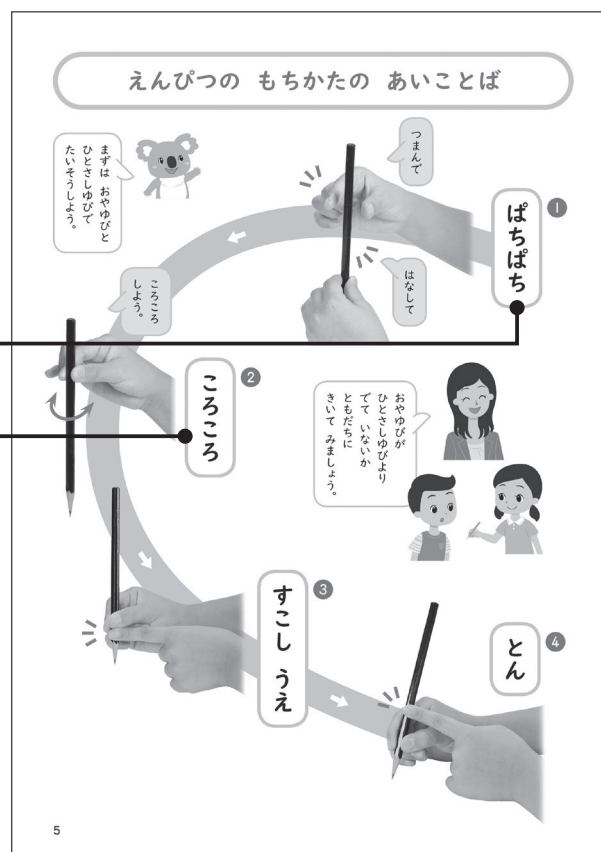 えんぴつの もちかたの あいことば
1
ぱちぱち
つまんで
はなして
まずは おやゆびと
ひとさしゆびで
たいそうしよう。
ころころ
しよう。
2
ころころ
おやゆびが
ひとさしゆびより
でて いないか
ともだちに
きいて みましょう。
3
すこし うえ
4
とん
5